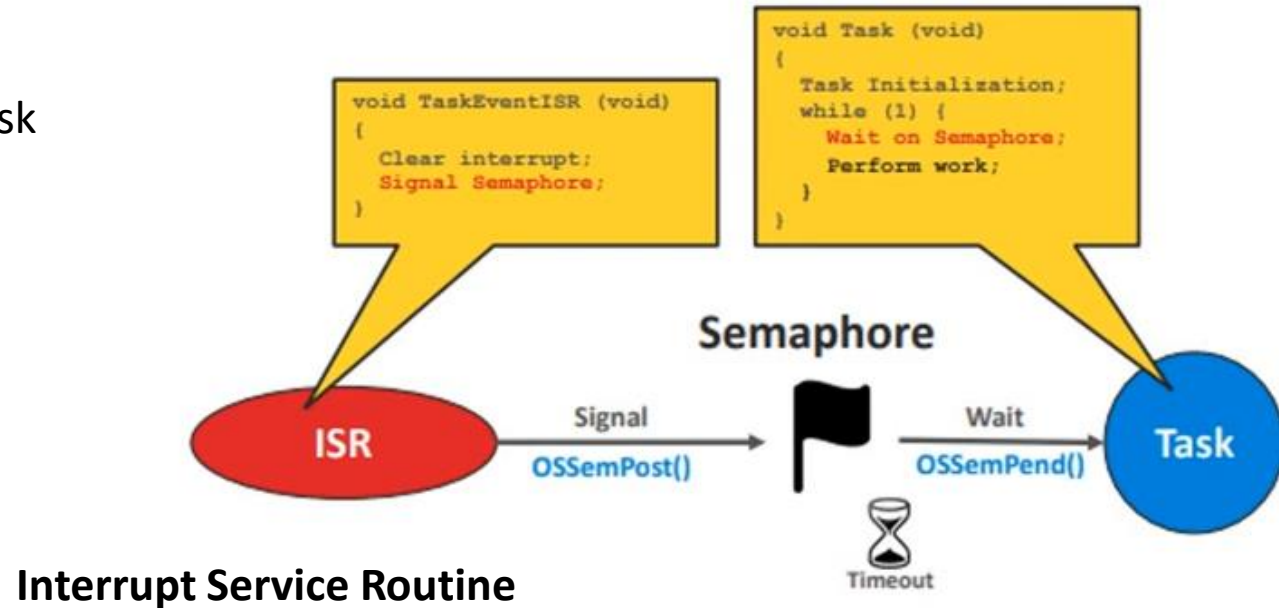 sk
void TaskEventISR (void)
{
Clear interrupt;
Signal Semaphore;
}
void Task (void)
{
Task Initialization;
while (1) {
Wait on Semaphore;
Perform work;
}
}
Semaphore
ISR
Signal
OSSemPost()
Wait
OSSemPend()
Task
Timeout
Interrupt Service Routine